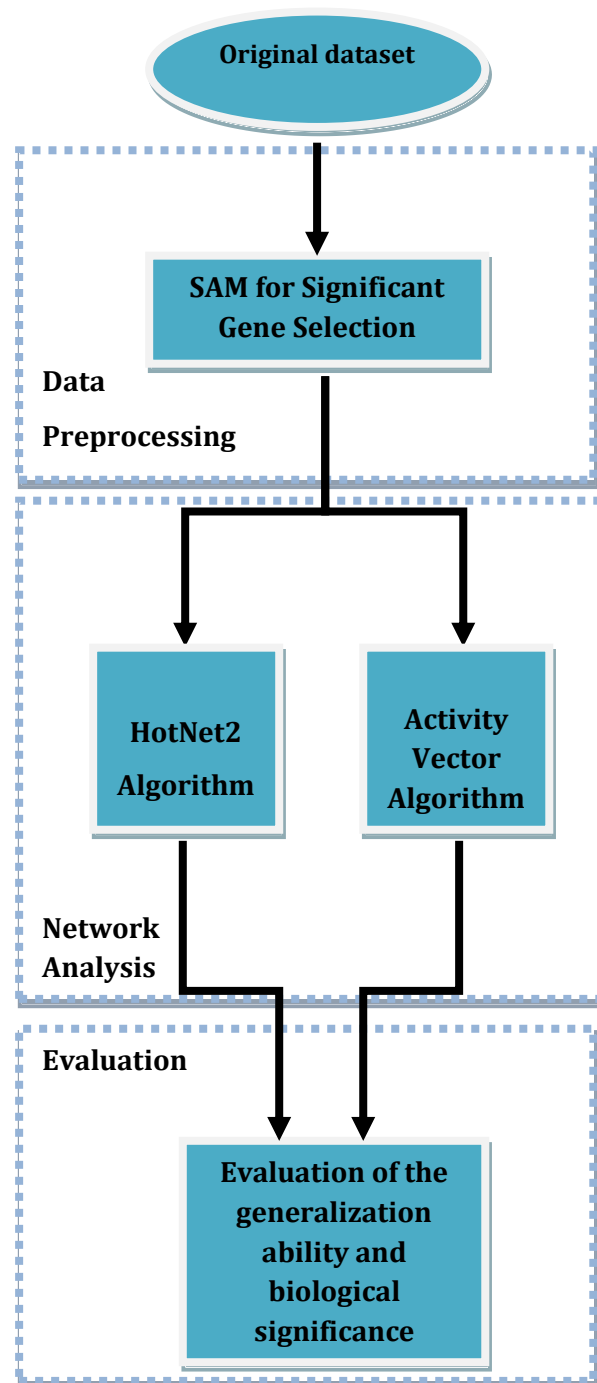 Original dataset
SAM for Significant
Gene Selection
Data
Preprocessing
HotNet2
Algorithm
Activity
Vector
Algorithm
Network
Analysis
Evaluation
Evaluation of the
generalization
ability and
biological
significance